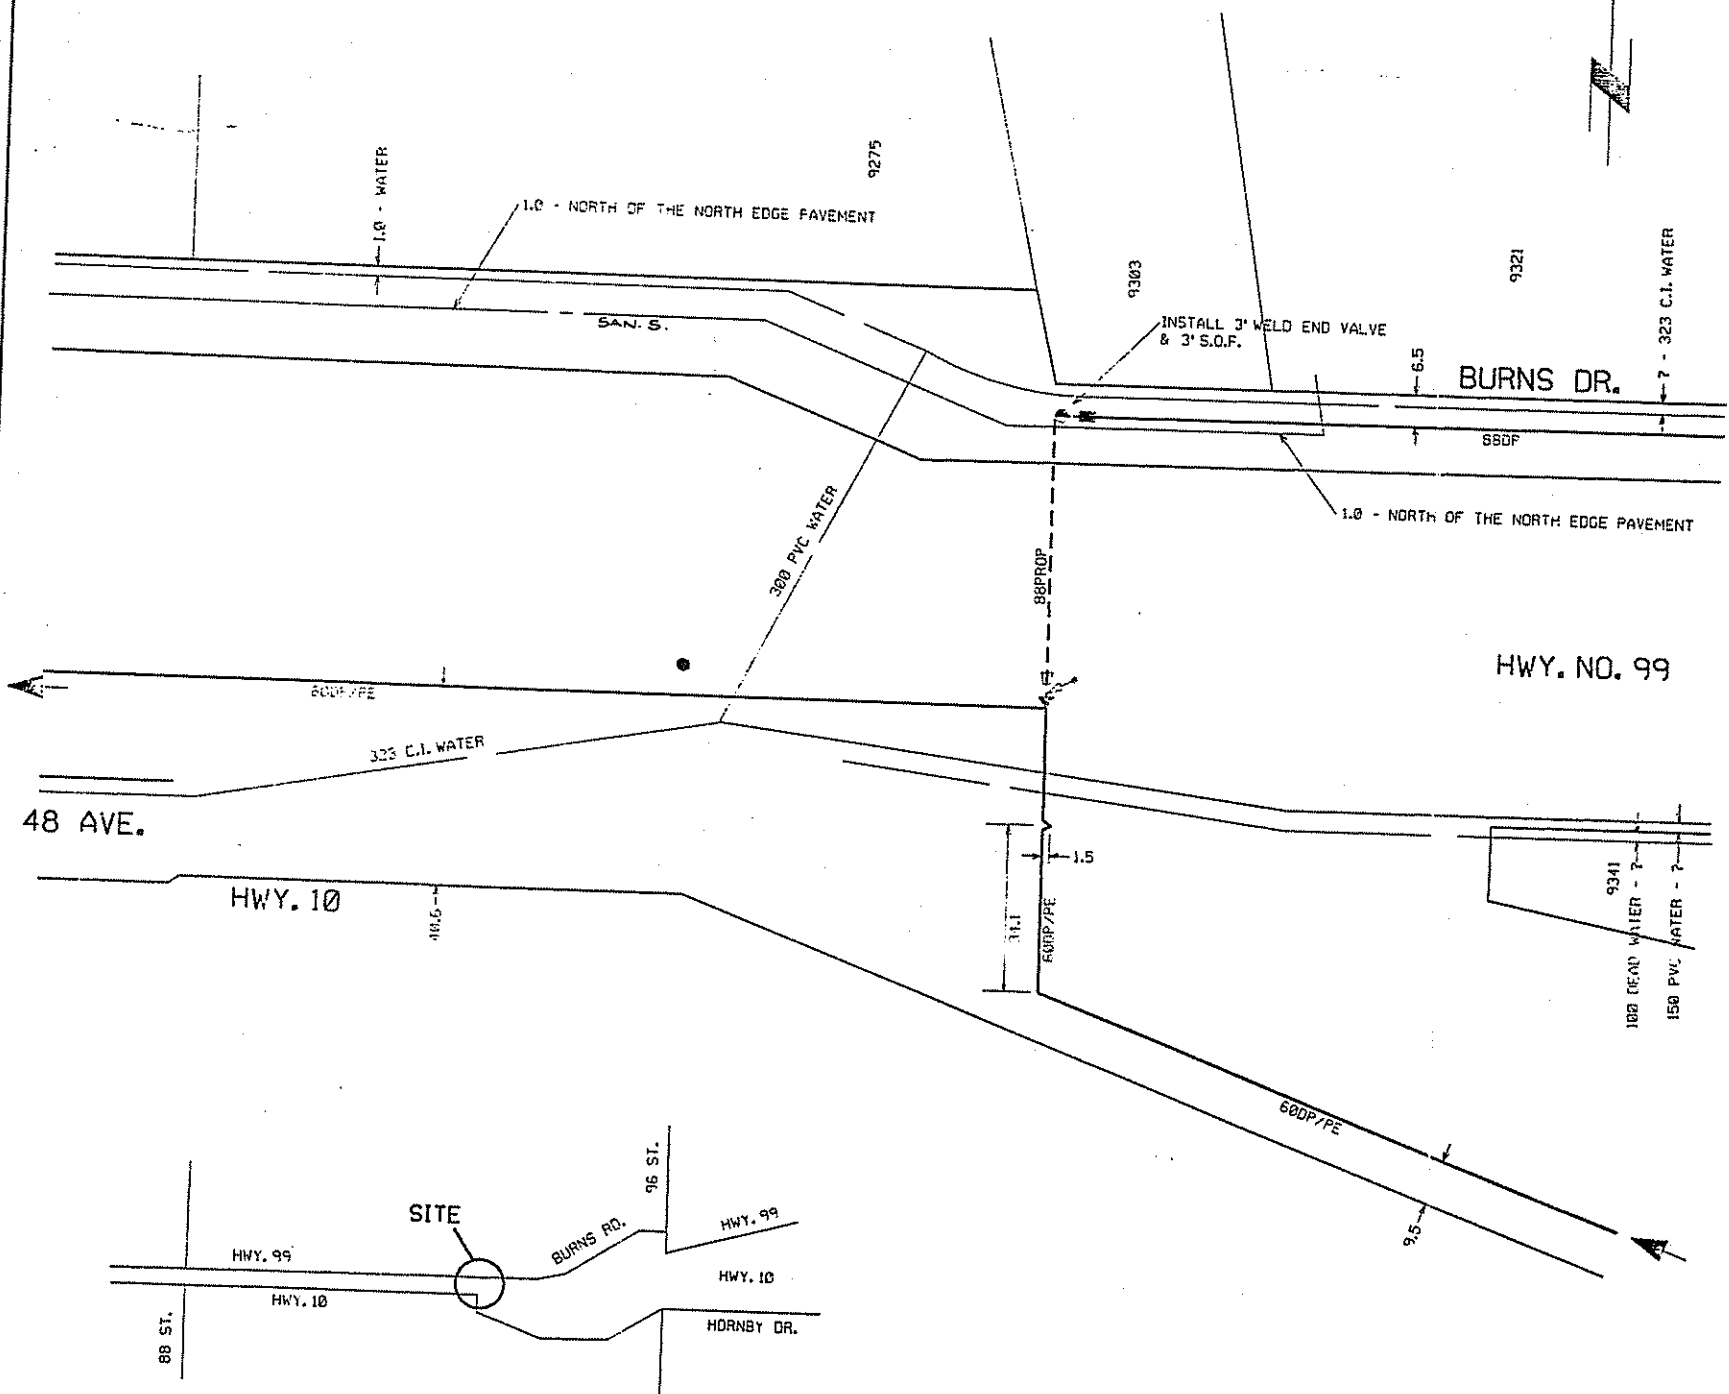 9275
1.0 - WATER
1.0 - NORTH OF THE NORTH EDGE PAVEMENT
SAN. S.
9303
9321
? - 323 C.I. WATER
INSTALL 3" WELD END VALVE
& 3" S.O.F.
6.5
BURNS DR.
88DP
1.0 - NORTH OF THE NORTH EDGE PAVEMENT
300 PVC WATER
88PROP
HWY. NO. 99
60DP/PE
323 C.I. WATER
48 AVE.
HWY. 10
1.5
34.1
60DP/PE
9341
100 DEAD WATER - ?
150 PVC WATER - ?
60DP/PE
9.5
SITE
HWY. 99
HWY. 10
88 ST.
BURNS RD.
96 ST.
HWY. 99
HWY. 10
HORNBY DR.